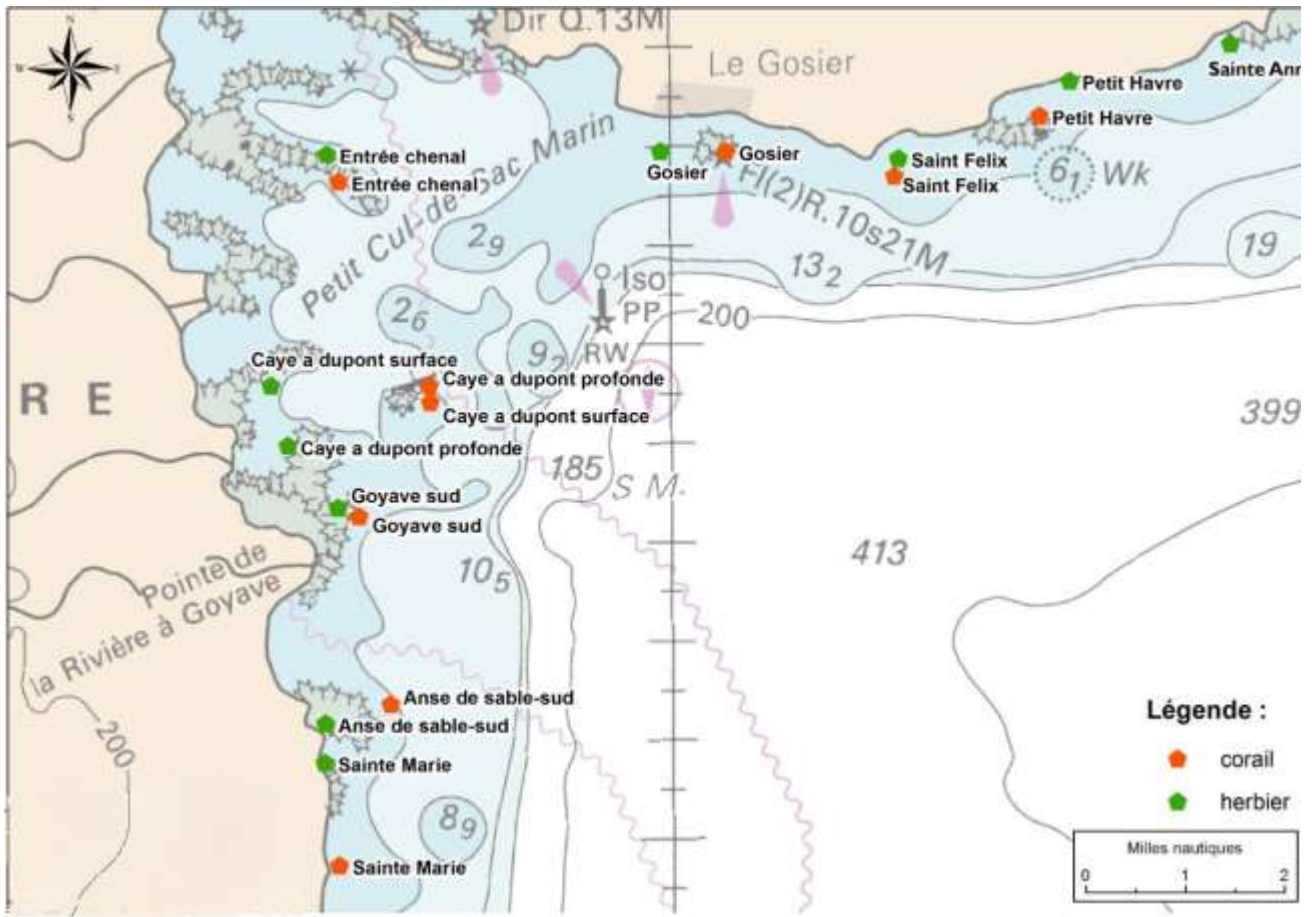 Dir Q.13M
Le Gosier
Sainte Ann
Petit Havre
Petit Havre
Entrée chenal
Entrée chenal
Gosier
Gosier
Saint Felix
Saint Felix
6₁ Wk
Petit Cul-de-Sac Marin
Fl(2)R.10s21M
2₉
19
13₂
Iso
PP
200
2₆
9₂
RW
Caye a dupont surface
Caye a dupont profonde
Caye a dupont surface
R E
399
Caye a dupont profonde
185
S M.
Goyave sud
Goyave sud
413
10₅
Pointe de
la Rivière à Goyave
Anse de sable-sud
Anse de sable-sud
200
Sainte Marie
8₉
Sainte Marie
Légende :
corail
herbier
Milles nautiques
0 1 2